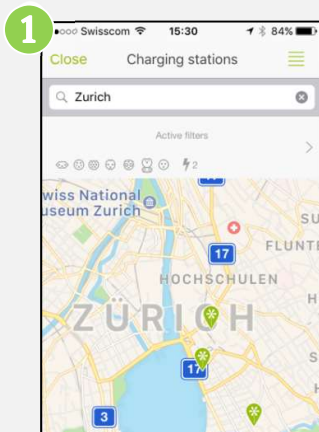 1
Swisscom 15:30 84%
Close Charging stations
Zurich
Active filters
2
wiss National
useum Zurich
17
SU
FLUNT
HOCHSCHULEN
H
ZÜRICH
17
S
3